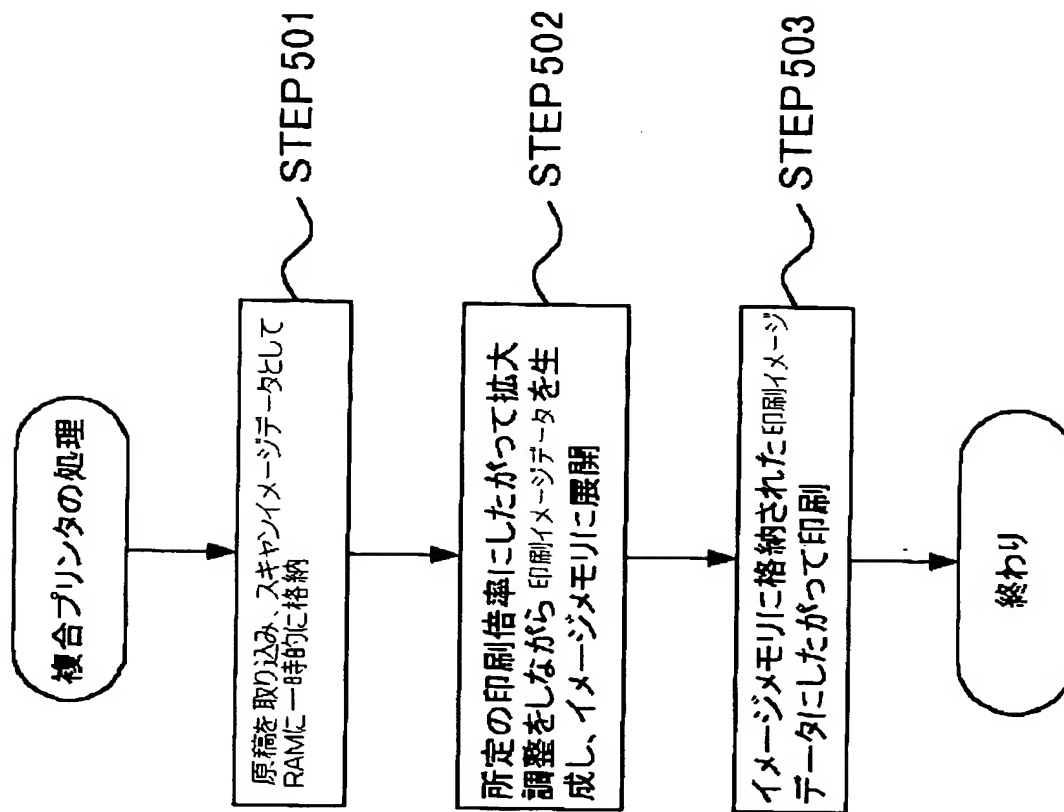 複合プリンタの処理
原稿を取り込み、スキャンイメージデータとして
RAMに一時的に格納
STEP501
所定の印刷倍率にしたがって拡大
調整をしながら印刷イメージデータを生
成し、イメージメモリに展開
STEP502
イメージメモリに格納された印刷イメージ
データにしたがって印刷
STEP503
終わり